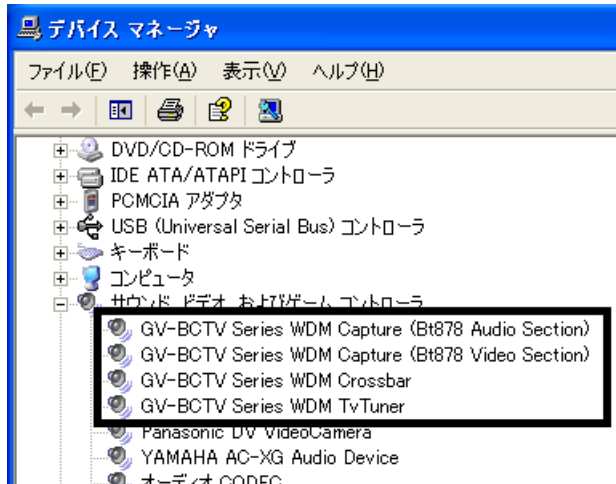 デバイス マネージャ
ファイル(F) 操作(A) 表示(V) ヘルプ(H)
DVD/CD-ROM ドライブ
IDE ATA/ATAPI コントローラ
PCMCIA アダプタ
USB (Universal Serial Bus) コントローラ
キーボード
コンピュータ
サウンド、ビデオ、およびゲーム コントローラ
GV-BCTV Series WDM Capture (Bt878 Audio Section)
GV-BCTV Series WDM Capture (Bt878 Video Section)
GV-BCTV Series WDM Crossbar
GV-BCTV Series WDM TvTuner
Panasonic DV VideoCamera
YAMAHA AC-XG Audio Device
オーディオ CODEC